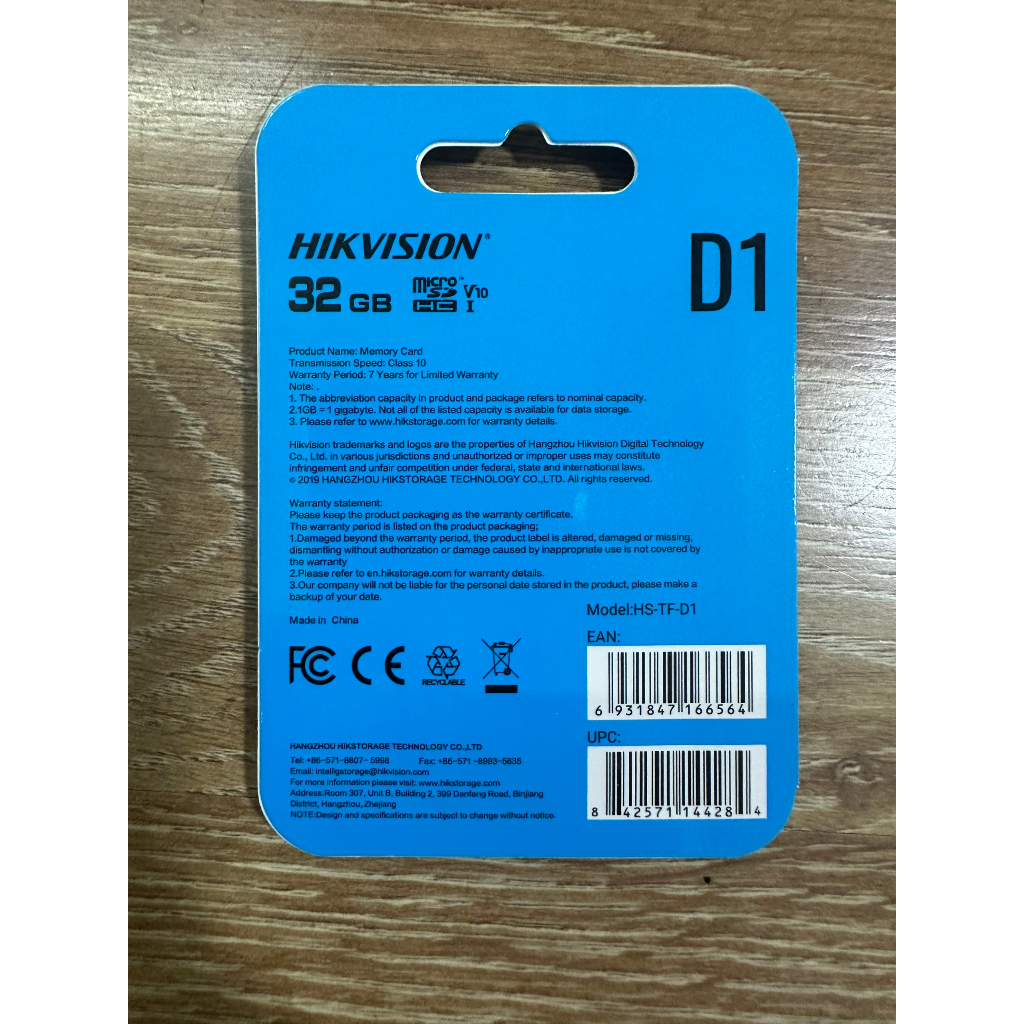 HIKVISION®
D1
32 GB
micro SD HC™ V10 I
Product Name: Memory Card
Transmission Speed: Class 10
Warranty Period: 7 Years for Limited Warranty
Note: .
1. The abbreviation capacity in product and package refers to nominal capacity.
2.1GB = 1 gigabyte. Not all of the listed capacity is available for data storage.
3. Please refer to www.hikstorage.com for warranty details.
Hikvision trademarks and logos are the properties of Hangzhou Hikvision Digital Technology
Co., Ltd. in various jurisdictions and unauthorized or improper uses may constitute
infringement and unfair competition under federal, state and international laws.
© 2019 HANGZHOU HIKSTORAGE TECHNOLOGY CO.,LTD. All rights reserved.
Warranty statement:
Please keep the product packaging as the warranty certificate.
The warranty period is listed on the product packaging;
1.Damaged beyond the warranty period, the product label is altered, damaged or missing,
dismantling without authorization or damage caused by inappropriate use is not covered by
the warranty
2.Please refer to en.hikstorage.com for warranty details.
3.Our company will not be liable for the personal date stored in the product, please make a
backup of your date.
Made in China
FC CE
RECYCLABLE
Model:HS-TF-D1
EAN:
6 931847 166564
UPC:
8 42571 14428 4
HANGZHOU HIKSTORAGE TECHNOLOGY CO.,LTD
Tel: +86-571-8807- 5998 Fax: +86-571 -8993-5635
Email: intelligstorage@hikvision.com
For more information please visit: www.hikstorage.com
Address:Room 307, Unit B, Building 2, 399 Danfeng Road, Binjiang
District, Hangzhou, Zhejiang
NOTE:Design and specifications are subject to change without notice.